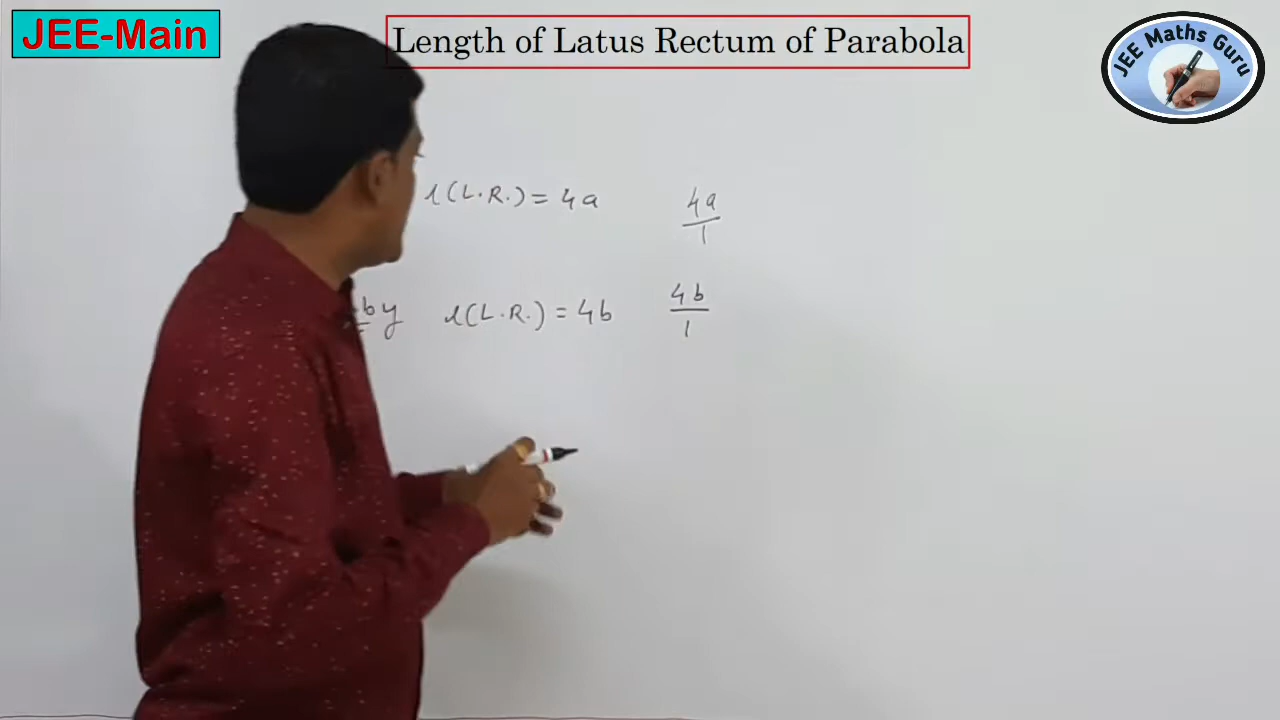 JEE-Main
Length of Latus Rectum of Parabola
JEE Maths Guru
l(L.R.) = 4a
4a
1
by l(L.R.) = 4b
4b
1